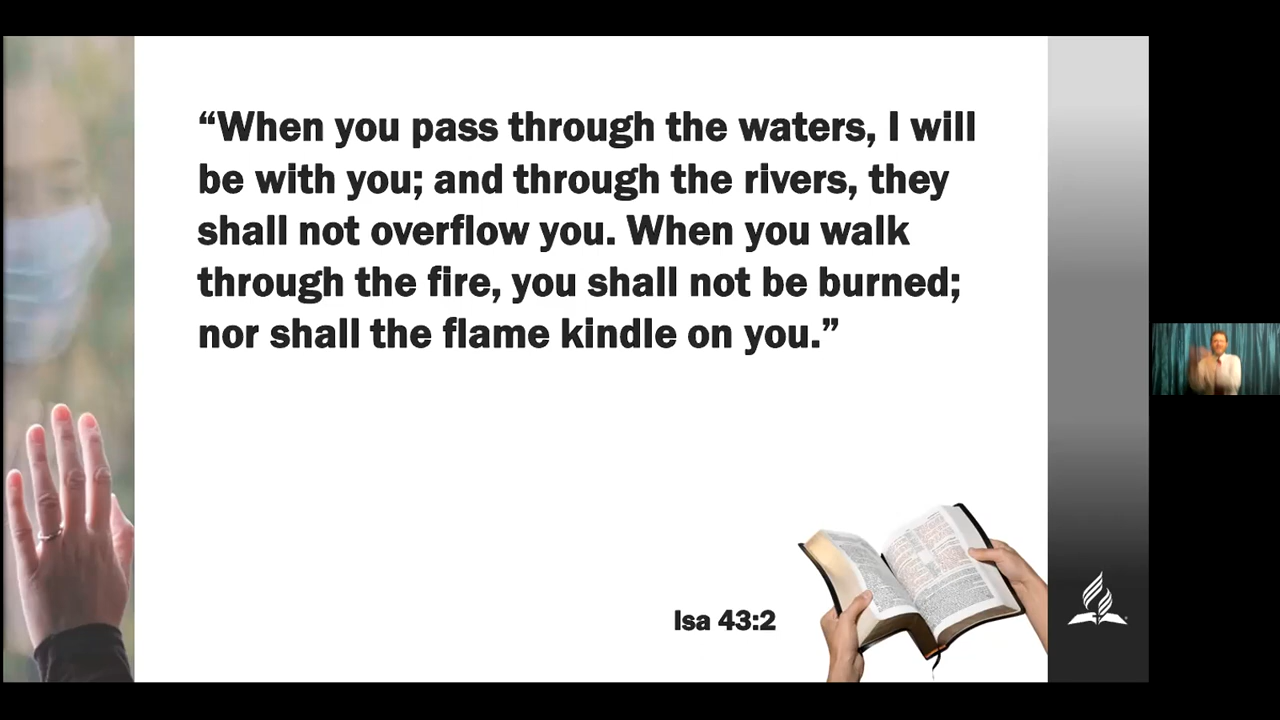 “When you pass through the waters, I will
be with you; and through the rivers, they
shall not overflow you. When you walk
through the fire, you shall not be burned;
nor shall the flame kindle on you.”
Isa 43:2